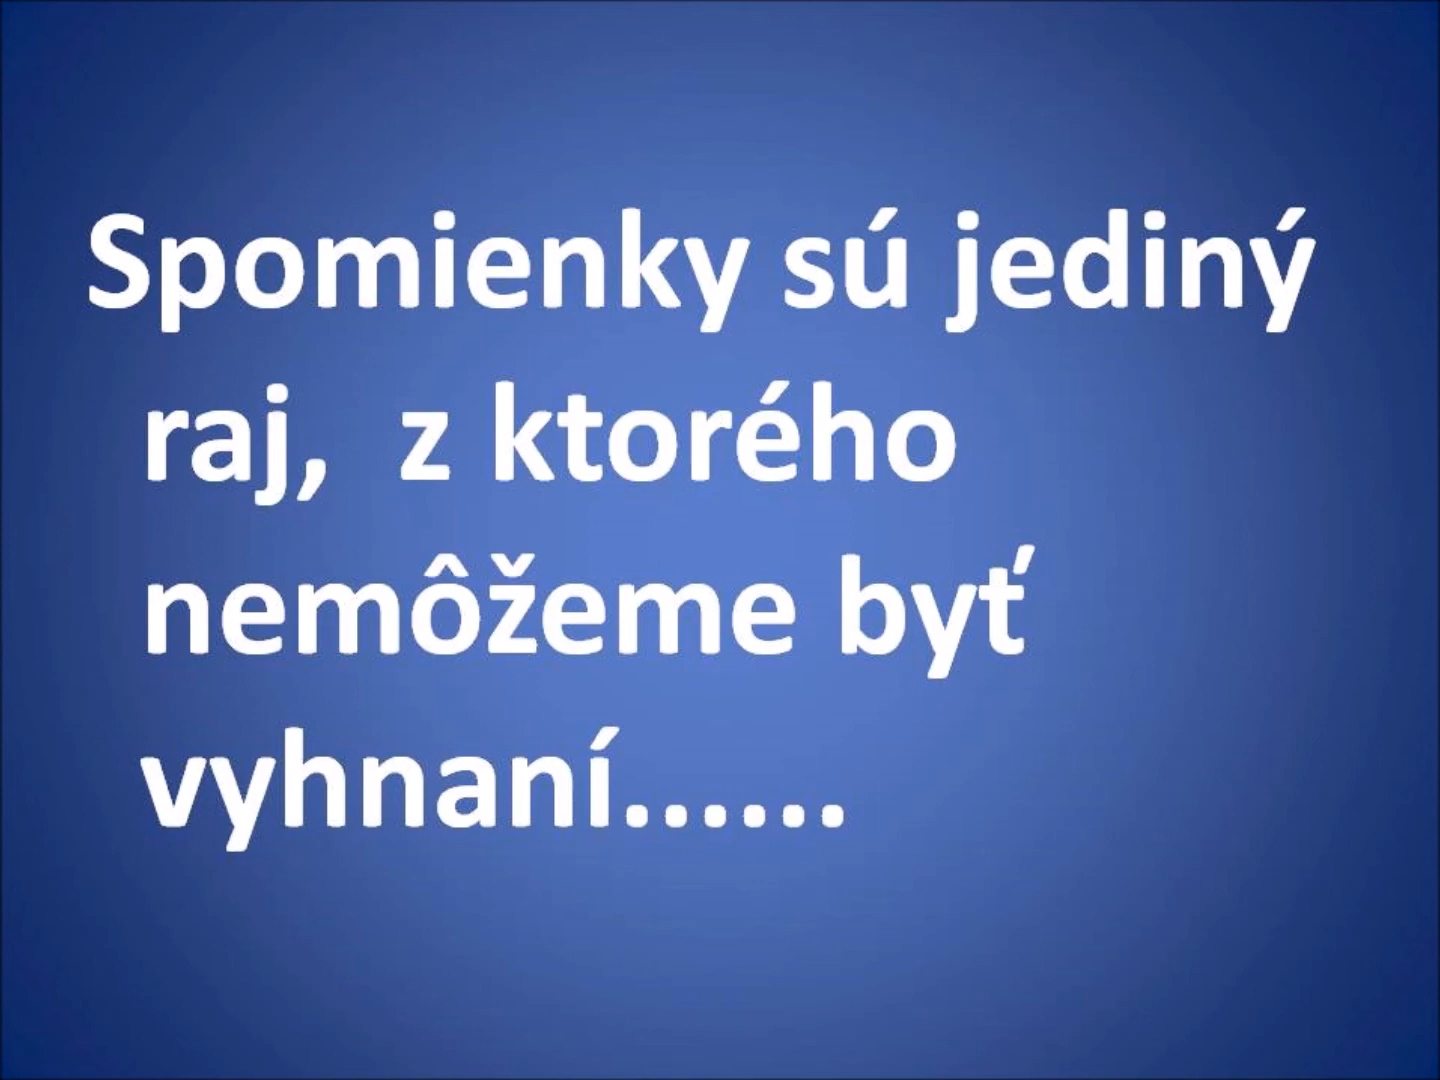 Spomienky sú jediný
raj,  z ktorého
nemôžeme byť
vyhnaní......